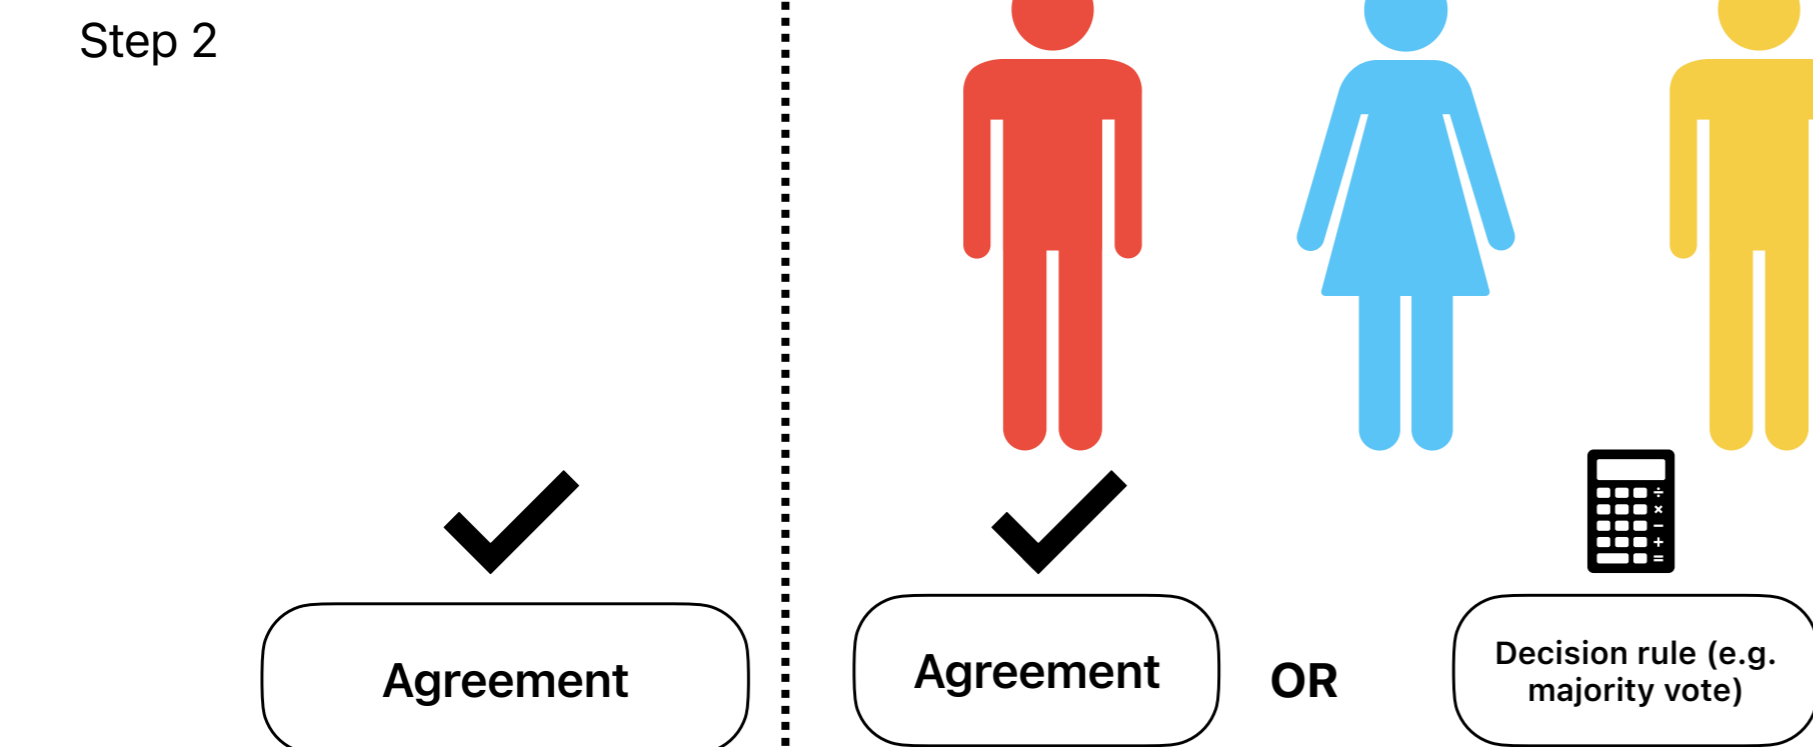 Step 2
Agreement
Agreement
OR
Decision rule (e.g.
majority vote)